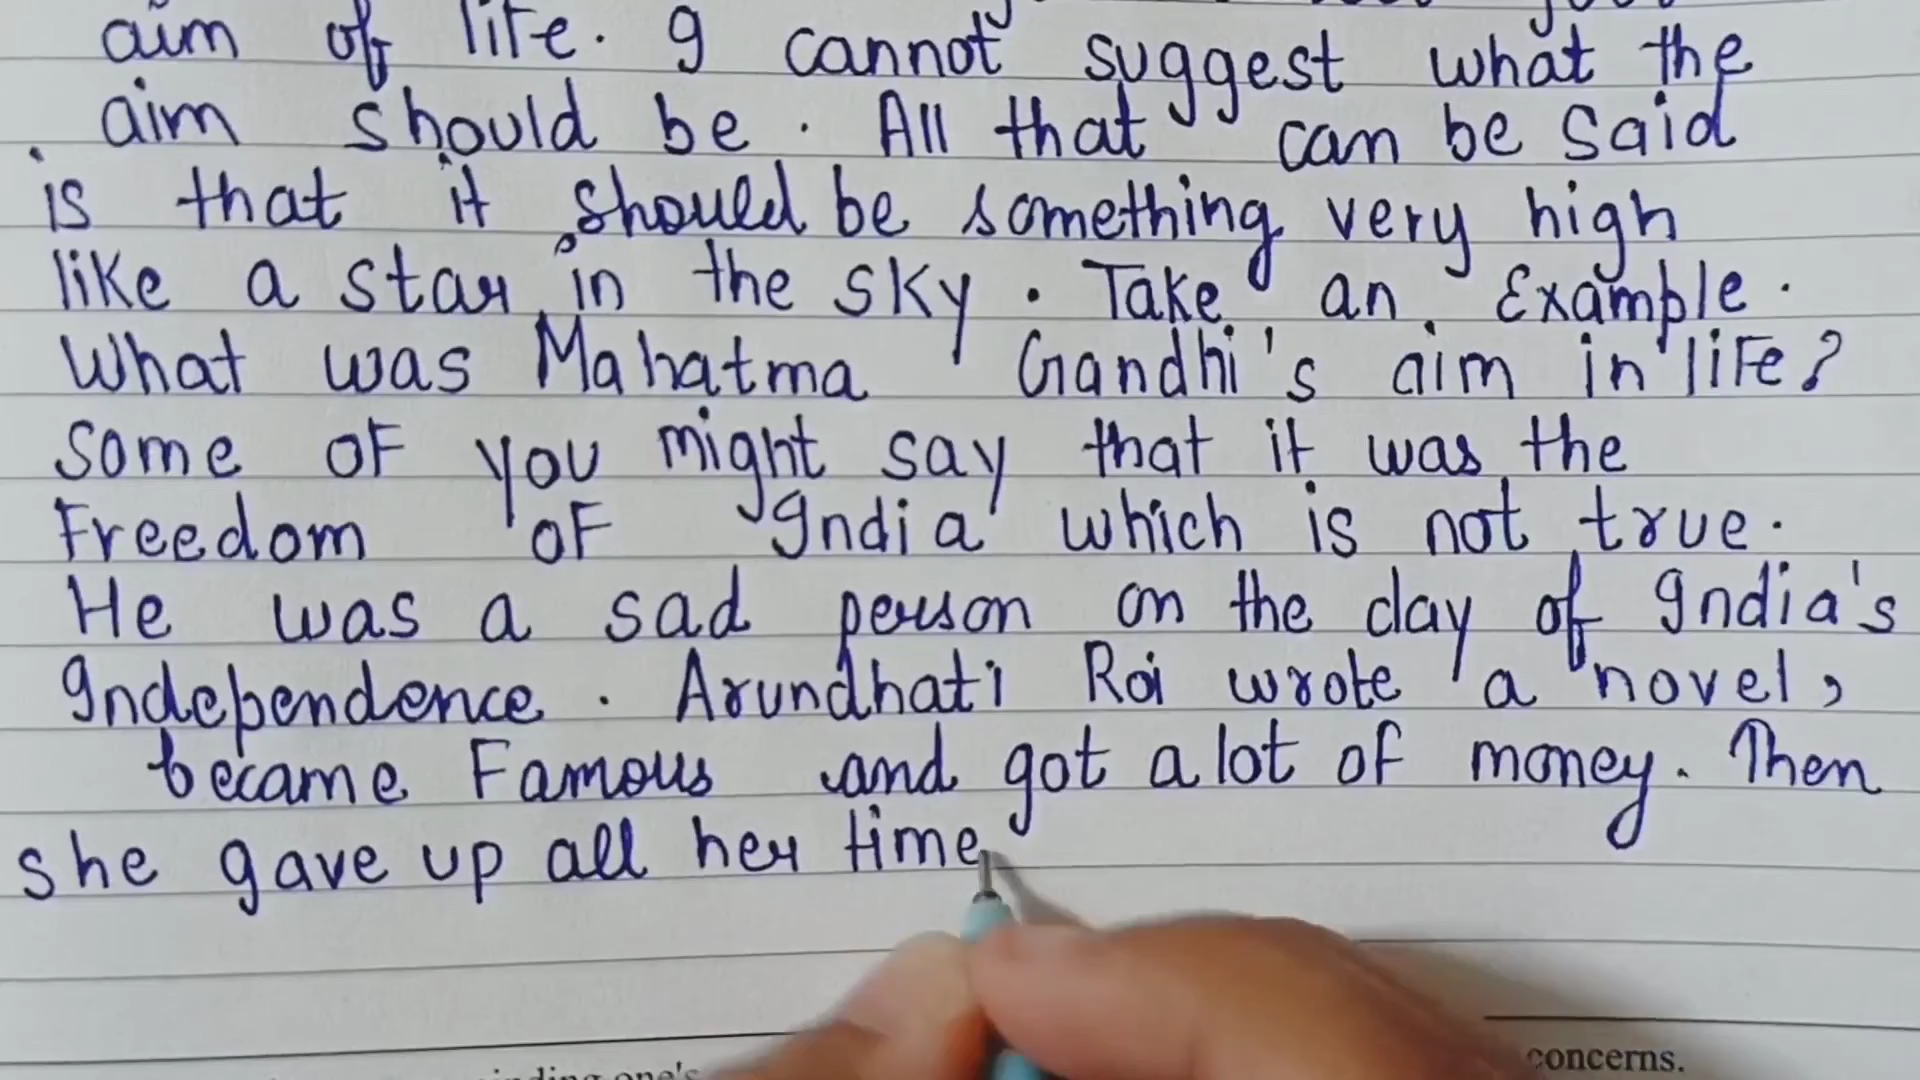 aim of life. I cannot suggest what the
aim should be. All that can be said
is that it should be something very high
like a star in the sky. Take an Example.
What was Mahatma Gandhi's aim in life?
Some of you might say that it was the
Freedom of India which is not true.
He was a sad person on the day of India's
Independence. Arundhati Roi wrote a novel,
became Famous and got a lot of money. Then
she gave up all her time
one's
concerns.